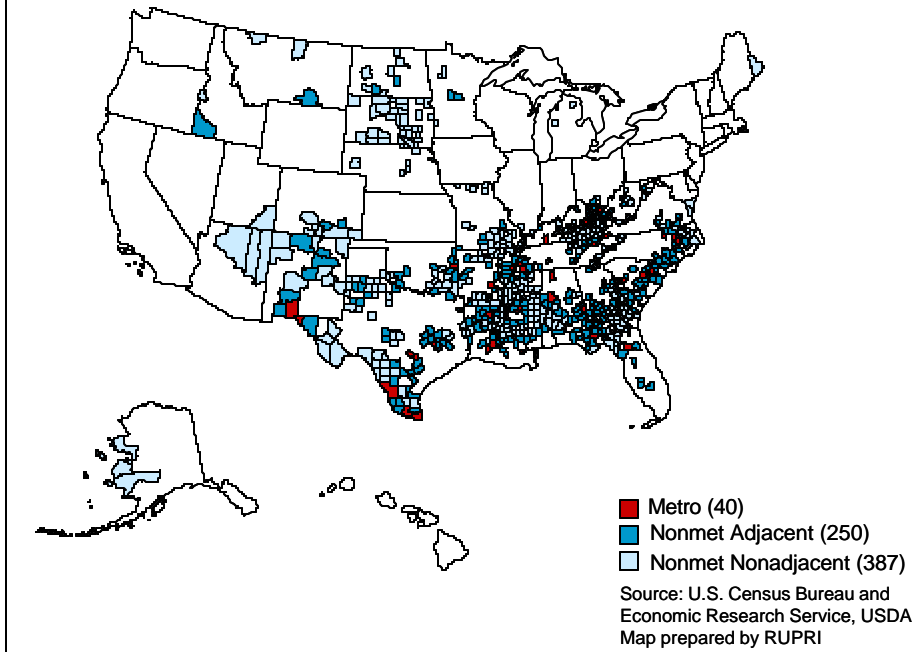 Metro (40)
Nonmet Adjacent (250)
Nonmet Nonadjacent (387)
Source: U.S. Census Bureau and
Economic Research Service, USDA
Map prepared by RUPRI